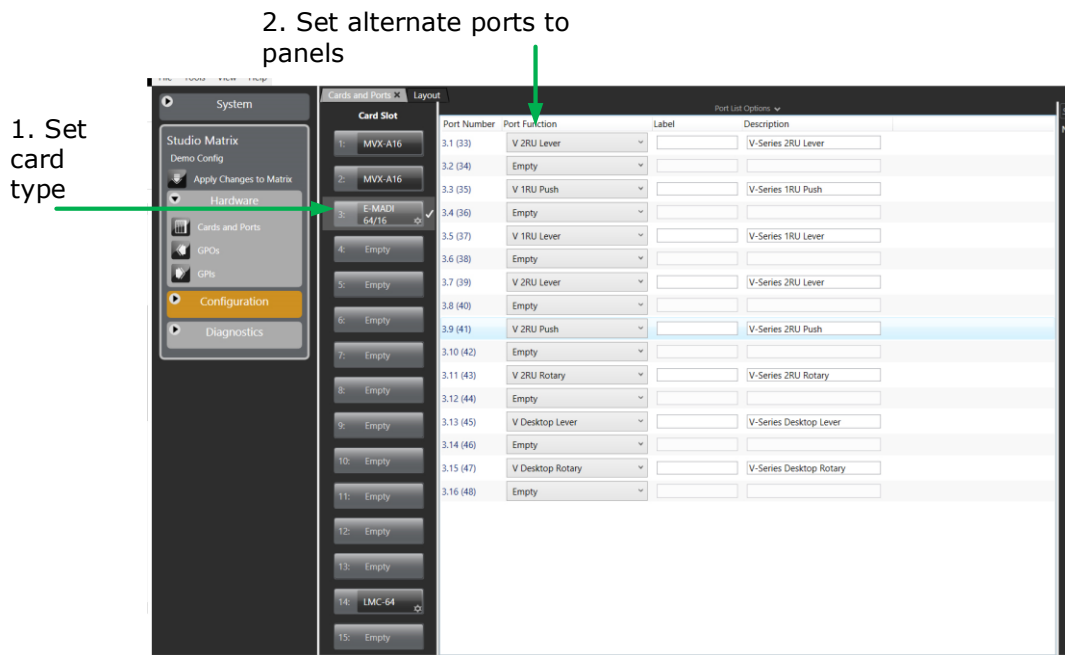 2. Set alternate ports to
panels
1. Set
card
type
File Tools View Help
System
Studio Matrix
Demo Config
Apply Changes to Matrix
Hardware
Cards and Ports
GPOs
GPIs
Configuration
Diagnostics
Cards and Ports X Layout
Card Slot
1: MVX-A16
2: MVX-A16
3: E-MADI
64/16
4: Empty
5: Empty
6: Empty
7: Empty
8: Empty
9: Empty
10: Empty
11: Empty
12: Empty
13: Empty
14: LMC-64
15: Empty
Port List Options
Port Number Port Function Label Description
3.1 (33) V 2RU Lever V-Series 2RU Lever
3.2 (34) Empty
3.3 (35) V 1RU Push V-Series 1RU Push
3.4 (36) Empty
3.5 (37) V 1RU Lever V-Series 1RU Lever
3.6 (38) Empty
3.7 (39) V 2RU Lever V-Series 2RU Lever
3.8 (40) Empty
3.9 (41) V 2RU Push V-Series 2RU Push
3.10 (42) Empty
3.11 (43) V 2RU Rotary V-Series 2RU Rotary
3.12 (44) Empty
3.13 (45) V Desktop Lever V-Series Desktop Lever
3.14 (46) Empty
3.15 (47) V Desktop Rotary V-Series Desktop Rotary
3.16 (48) Empty